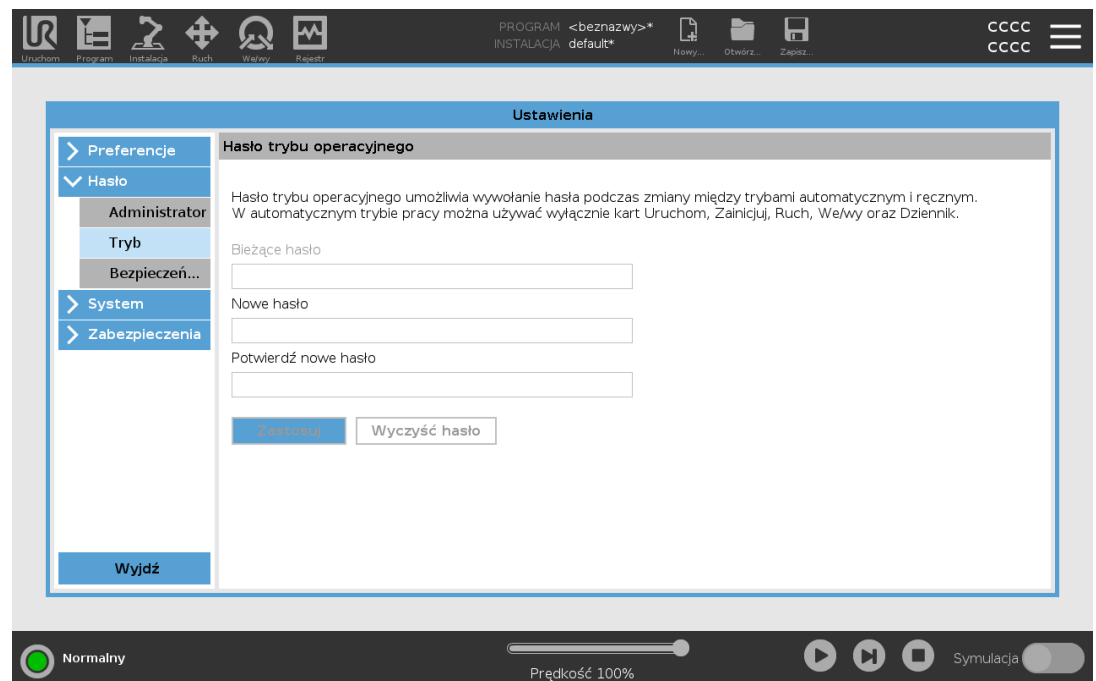 PROGRAM <beznazwy>*
INSTALACJA default*
cccc
cccc
Uruchom Program Instalacja Ruch We/wy Rejestr Nowy... Otwórz... Zapisz...
Ustawienia
Preferencje
Hasło
Administrator
Tryb
Bezpieczeń...
System
Zabezpieczenia
Wyjdź
Hasło trybu operacyjnego
Hasło trybu operacyjnego umożliwia wywołanie hasła podczas zmiany między trybami automatycznym i ręcznym.
W automatycznym trybie pracy można używać wyłącznie kart Uruchom, Zainicjuj, Ruch, We/wy oraz Dziennik.
Bieżące hasło
Nowe hasło
Potwierdź nowe hasło
Zastosuj Wyczyść hasło
Normalny
Prędkość 100%
Symulacja